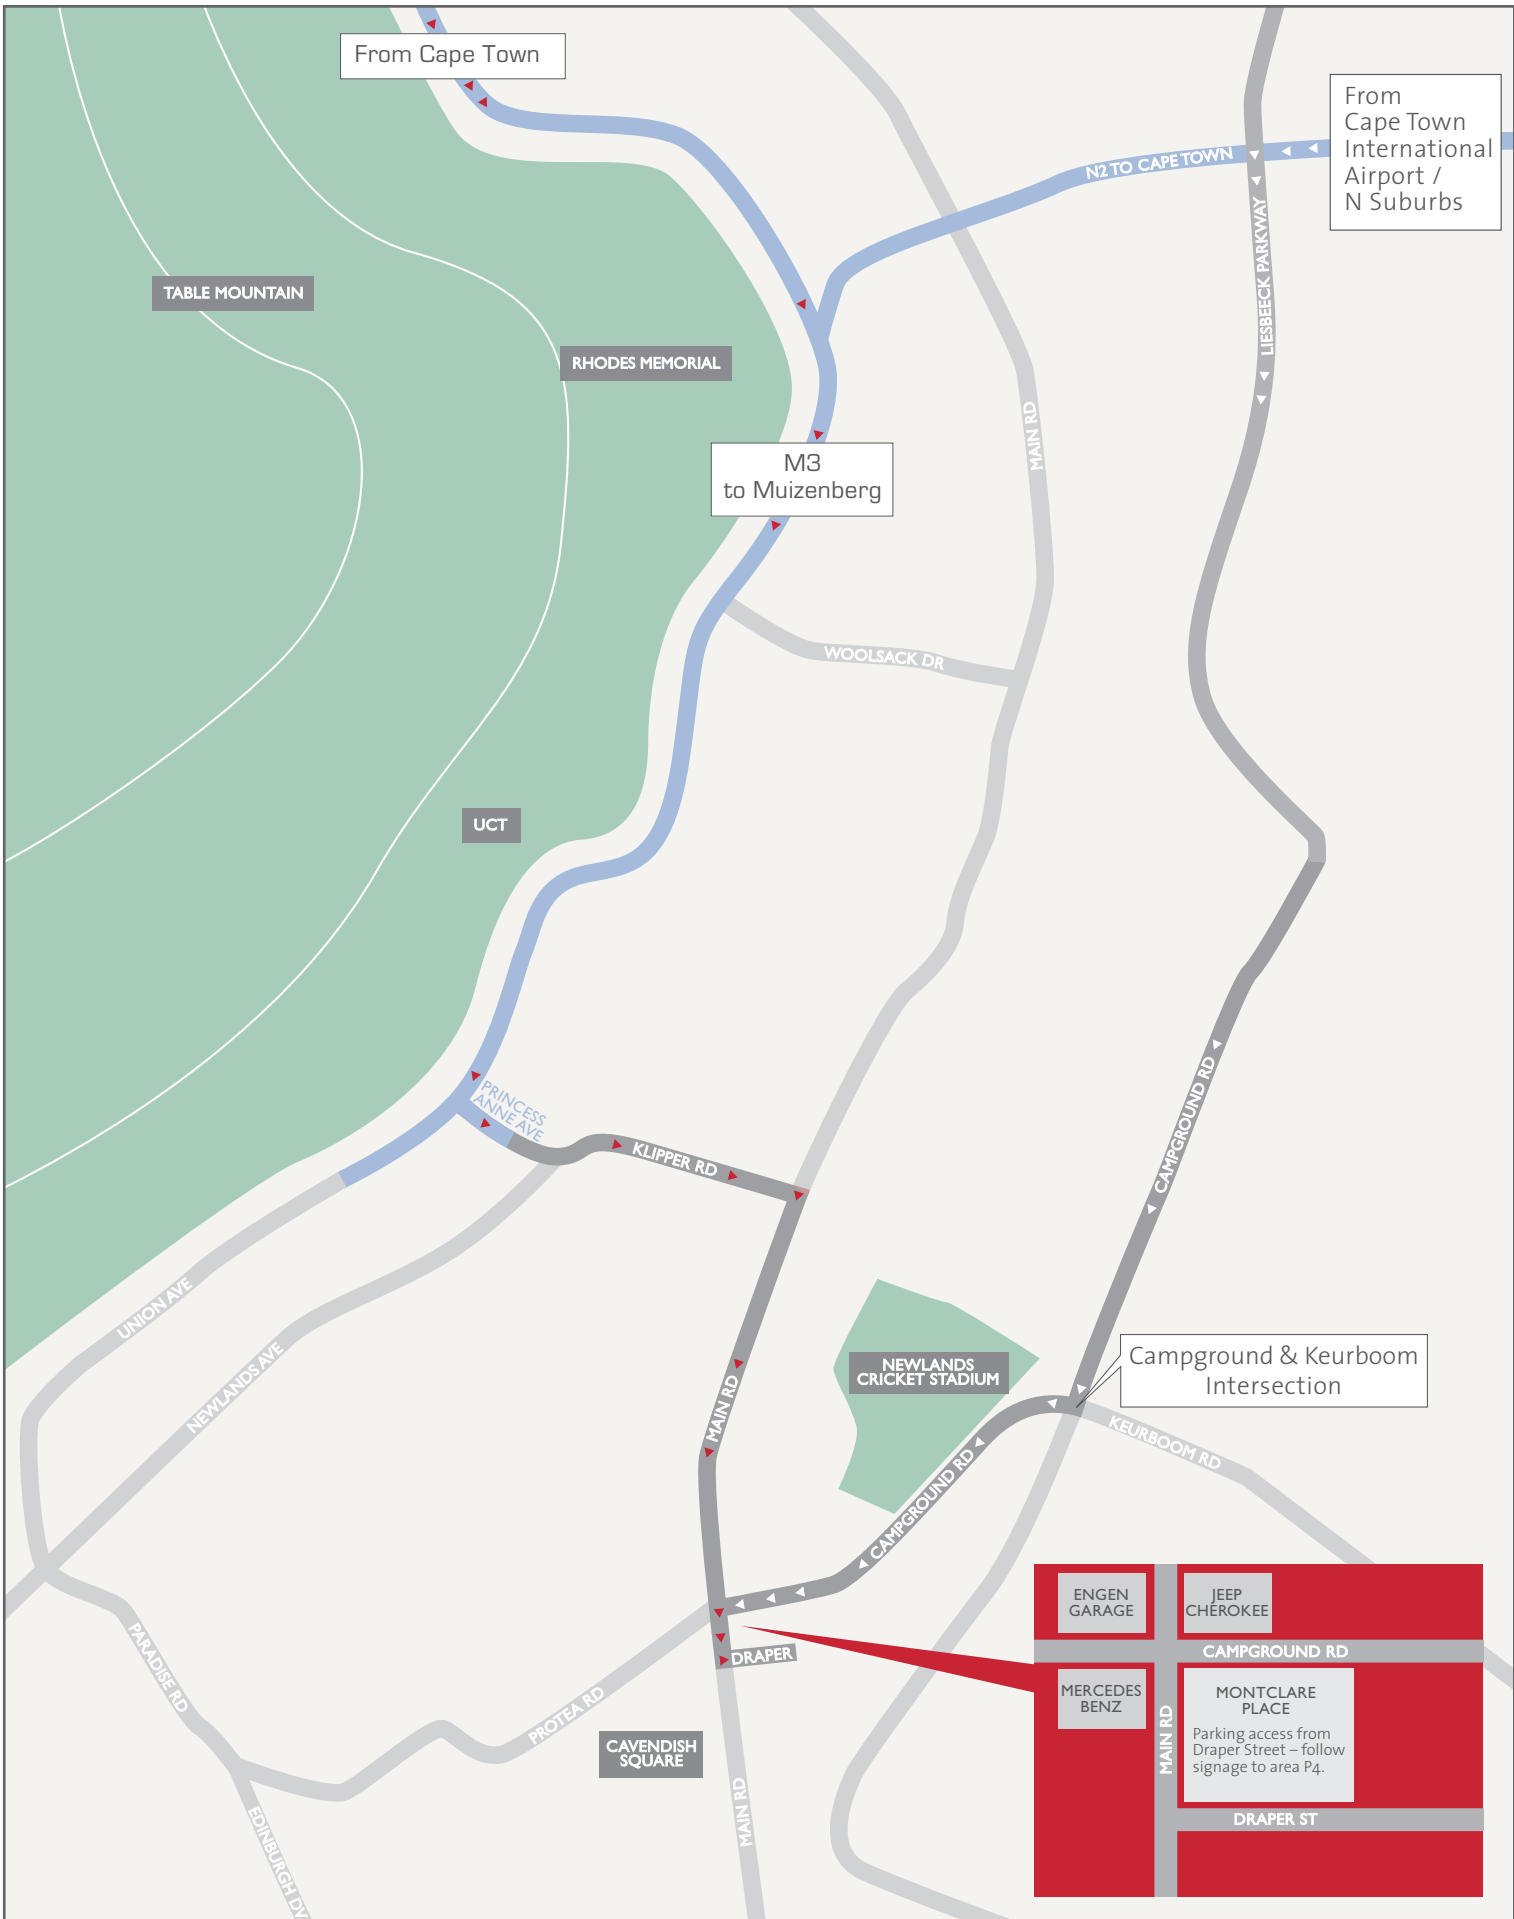 From Cape Town
From
Cape Town
International
Airport /
N Suburbs
N2 TO CAPE TOWN
LIESBEECK PARKWAY
TABLE MOUNTAIN
RHODES MEMORIAL
MAIN RD
M3
to Muizenberg
WOOLSACK DR
UCT
PRINCESS
ANNE AVE
KLIPPER RD
CAMPGROUND RD
UNION AVE
NEWLANDS AVE
MAIN RD
NEWLANDS
CRICKET STADIUM
Campground & Keurboom
Intersection
KEURBOOM RD
CAMPGROUND RD
DRAPER
PARADISE RD
PROTEA RD
CAVENDISH
SQUARE
MAIN RD
EDINBURGH DV
ENGEN
GARAGE
JEEP
CHEROKEE
CAMPGROUND RD
MERCEDES
BENZ
MAIN RD
MONTCLARE
PLACE
Parking access from
Draper Street – follow
signage to area P4.
DRAPER ST